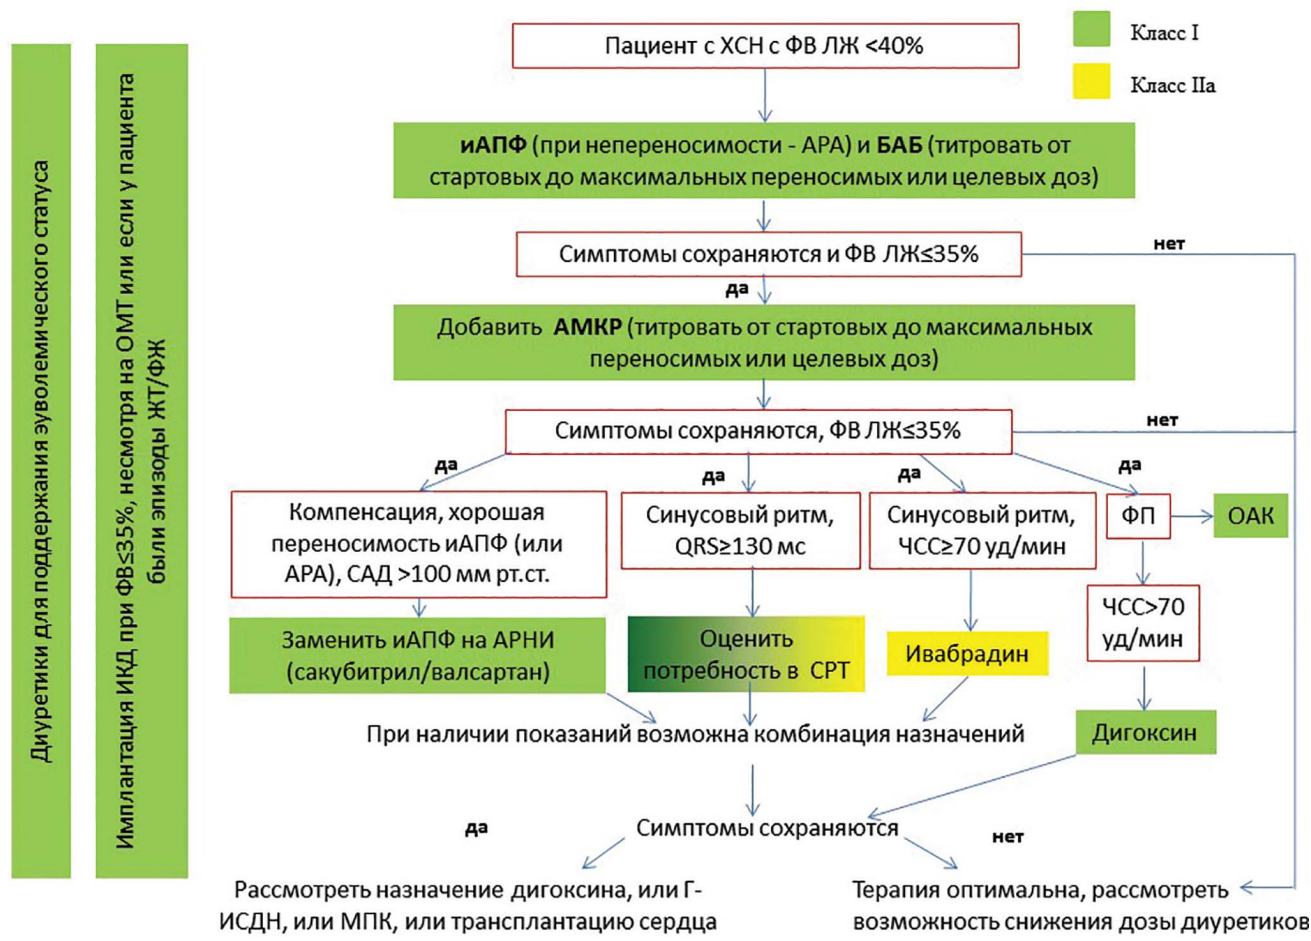 Диуретики для поддержания эуволемического статуса
Имплантация ИКД при ФВ≤35%, несмотря на ОМТ или если у пациента
были эпизоды ЖТ/ФЖ
Пациент с ХСН с ФВ ЛЖ <40%
Класс I
Класс IIa
иАПФ (при непереносимости - АРА) и БАБ (титровать от
стартовых до максимальных переносимых или целевых доз)
Симптомы сохраняются и ФВ ЛЖ≤35%
нет
да
Добавить АМКР (титровать от стартовых до максимальных
переносимых или целевых доз)
Симптомы сохраняются, ФВ ЛЖ≤35%
нет
да
да
да
да
Компенсация, хорошая
переносимость иАПФ (или
АРА), САД >100 мм рт.ст.
Синусовый ритм,
QRS≥130 мс
Синусовый ритм,
ЧСС≥70 уд/мин
ФП
ОАК
ЧСС>70
уд/мин
Заменить иАПФ на АРНИ
(сакубитрил/валсартан)
Оценить
потребность в СРТ
Ивабрадин
Дигоксин
При наличии показаний возможна комбинация назначений
Симптомы сохраняются
да
нет
Рассмотреть назначение дигоксина, или Г-
ИСДН, или МПК, или трансплантацию сердца
Терапия оптимальна, рассмотреть
возможность снижения дозы диуретиков